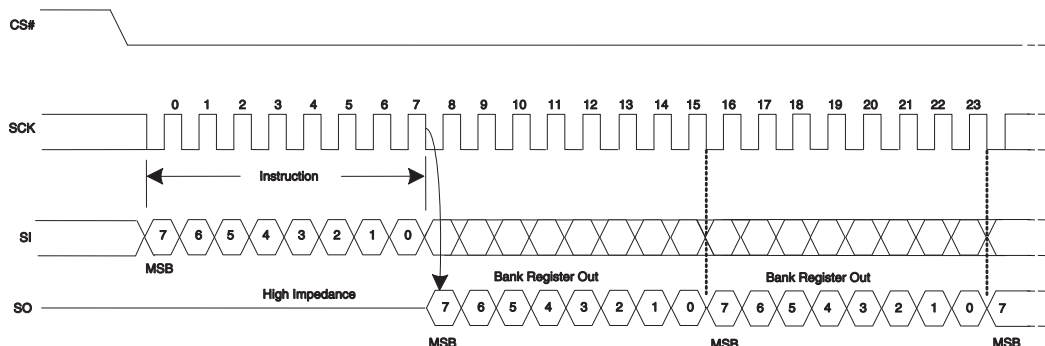 CS#
0 1 2 3 4 5 6 7 8 9 10 11 12 13 14 15 16 17 18 19 20 21 22 23
SCK
Instruction
SI 7 6 5 4 3 2 1 0
MSB
Bank Register Out Bank Register Out
High Impedance
SO 7 6 5 4 3 2 1 0 7 6 5 4 3 2 1 0 7
MSB MSB MSB